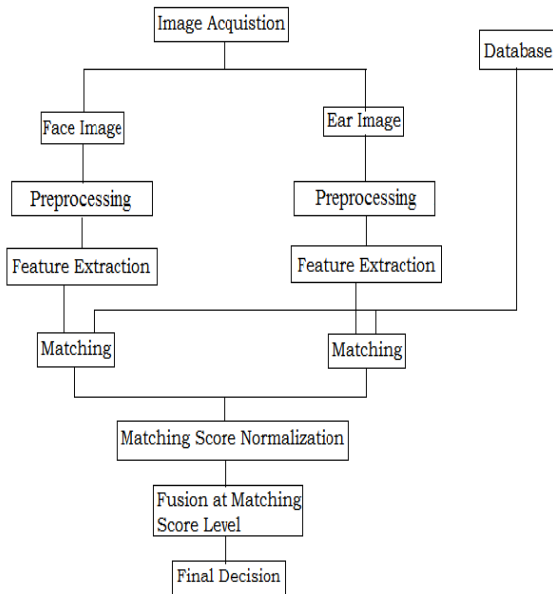 Image Acquistion
Database
Face Image
Ear Image
Preprocessing
Preprocessing
Feature Extraction
Feature Extraction
Matching
Matching
Matching Score Normalization
Fusion at Matching
Score Level
Final Decision